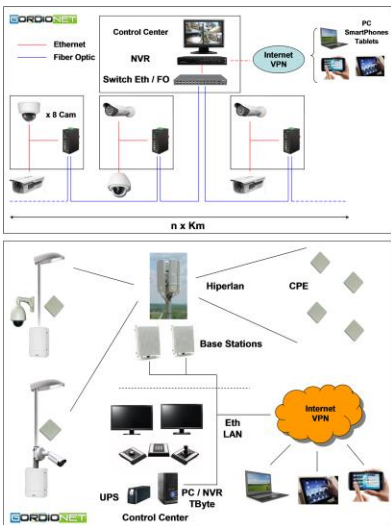 GORDIONET
Ethernet
Fiber Optic
Control Center
NVR
Switch Eth / FO
Internet
VPN
PC
SmartPhones
Tablets
x 8 Cam
n x Km
Hiperlan
CPE
Base Stations
Eth
LAN
Internet
VPN
UPS
PC / NVR
TByte
Control Center
GORDIONET